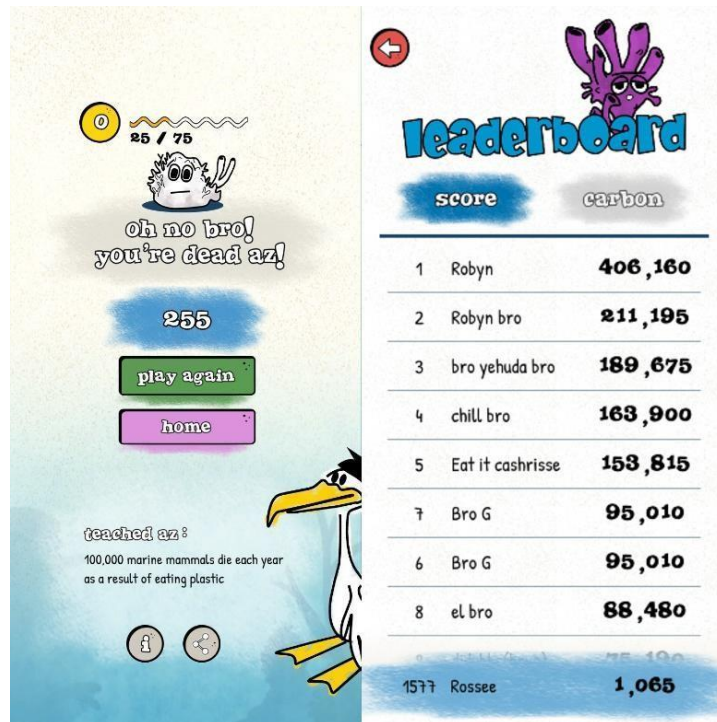 0
25 / 75
oh no bro!
you're dead az!
255
play again
home
teached az:
100,000 marine mammals die each year
as a result of eating plastic
i
leaderboard
score carbon
1 Robyn 406,160
2 Robyn bro 211,195
3 bro yehuda bro 189,675
4 chill bro 163,900
5 Eat it cashrisse 153,815
7 Bro G 95,010
6 Bro G 95,010
8 el bro 88,480
1577 Rossee 1,065